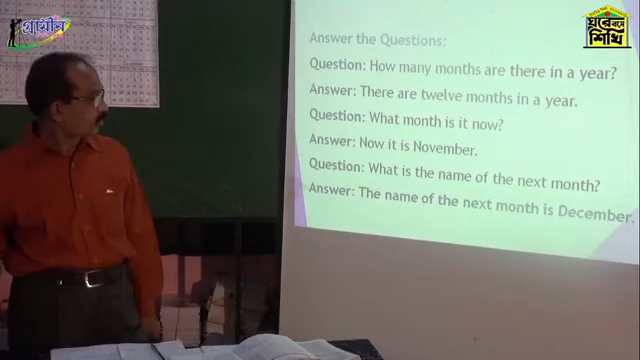 গ্রামীন
ঘরে বসে
শিখি
Answer the Questions:
Question: How many months are there in a year?
Answer: There are twelve months in a year.
Question: What month is it now?
Answer: Now it is November.
Question: What is the name of the next month?
Answer: The name of the next month is December.